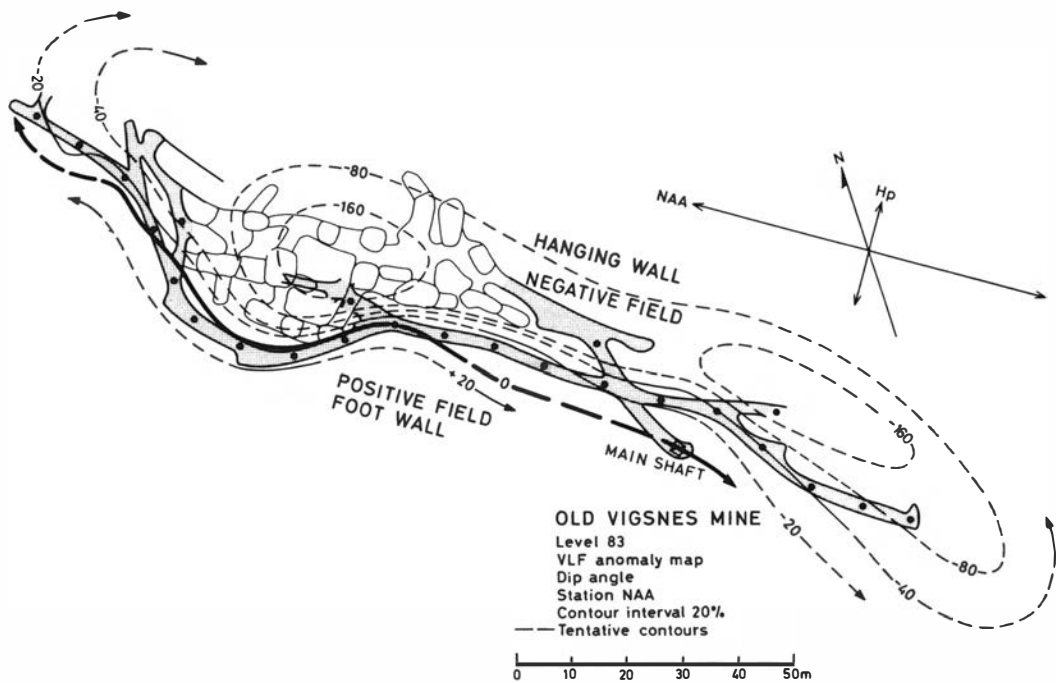 -20
-40
-80
-160
HANGING WALL
NEGATIVE FIELD
N
NAA
Hp
+20
0
POSITIVE FIELD
FOOT WALL
MAIN SHAFT
-160
-20
-40
-80
OLD VIGSNES MINE
Level 83
VLF anomaly map
Dip angle
Station NAA
Contour interval 20%
Tentative contours
0 10 20 30 40 50m